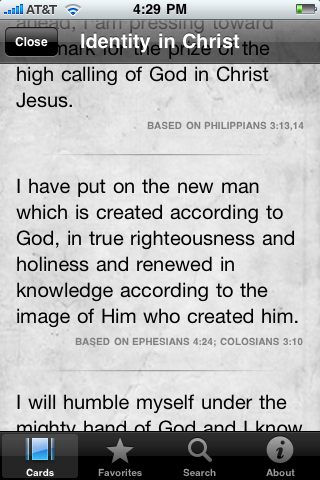 AT&T 4:29 PM
Close Identity in Christ
ahead, I am pressing toward
mark for the prize of the
high calling of God in Christ
Jesus.
BASED ON PHILIPPIANS 3:13,14
I have put on the new man
which is created according to
God, in true righteousness and
holiness and renewed in
knowledge according to the
image of Him who created him.
BASED ON EPHESIANS 4:24; COLOSSIANS 3:10
I will humble myself under the
mighty hand of God and I know
Cards Favorites Search About